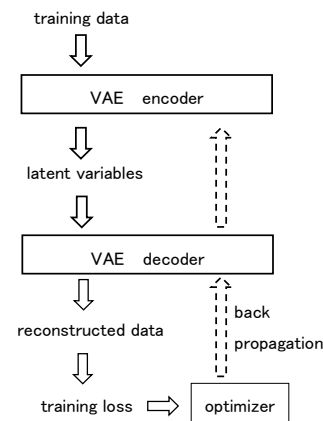 training data
VAE encoder
latent variables
VAE decoder
reconstructed data
back
propagation
training loss
optimizer